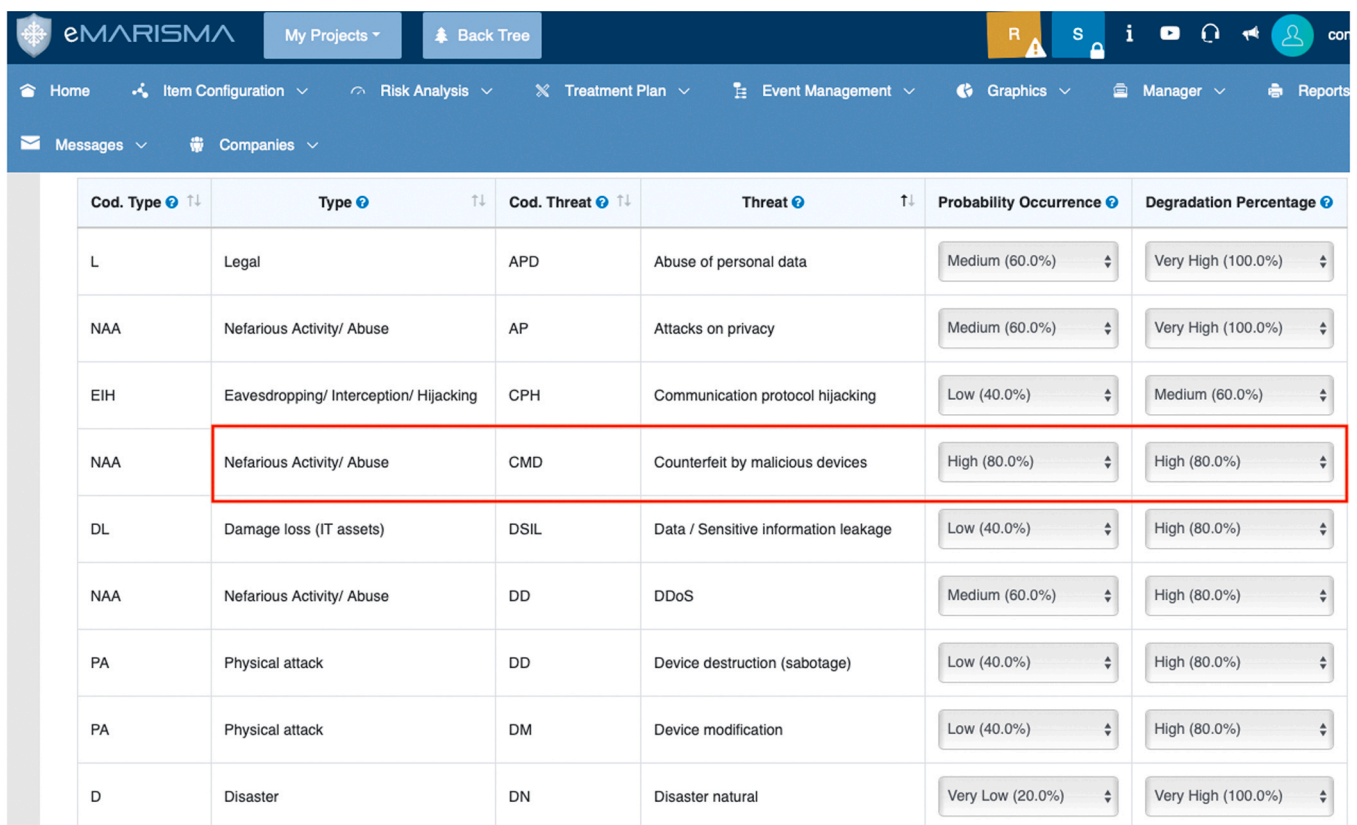 eMARISMA My Projects Back Tree R S i cor
Home Item Configuration Risk Analysis Treatment Plan Event Management Graphics Manager Reports
Messages Companies
Cod. Type Type Cod. Threat Threat Probability Occurrence Degradation Percentage
L Legal APD Abuse of personal data Medium (60.0%) Very High (100.0%)
NAA Nefarious Activity/ Abuse AP Attacks on privacy Medium (60.0%) Very High (100.0%)
EIH Eavesdropping/ Interception/ Hijacking CPH Communication protocol hijacking Low (40.0%) Medium (60.0%)
NAA Nefarious Activity/ Abuse CMD Counterfeit by malicious devices High (80.0%) High (80.0%)
DL Damage loss (IT assets) DSIL Data / Sensitive information leakage Low (40.0%) High (80.0%)
NAA Nefarious Activity/ Abuse DD DDoS Medium (60.0%) High (80.0%)
PA Physical attack DD Device destruction (sabotage) Low (40.0%) High (80.0%)
PA Physical attack DM Device modification Low (40.0%) High (80.0%)
D Disaster DN Disaster natural Very Low (20.0%) Very High (100.0%)